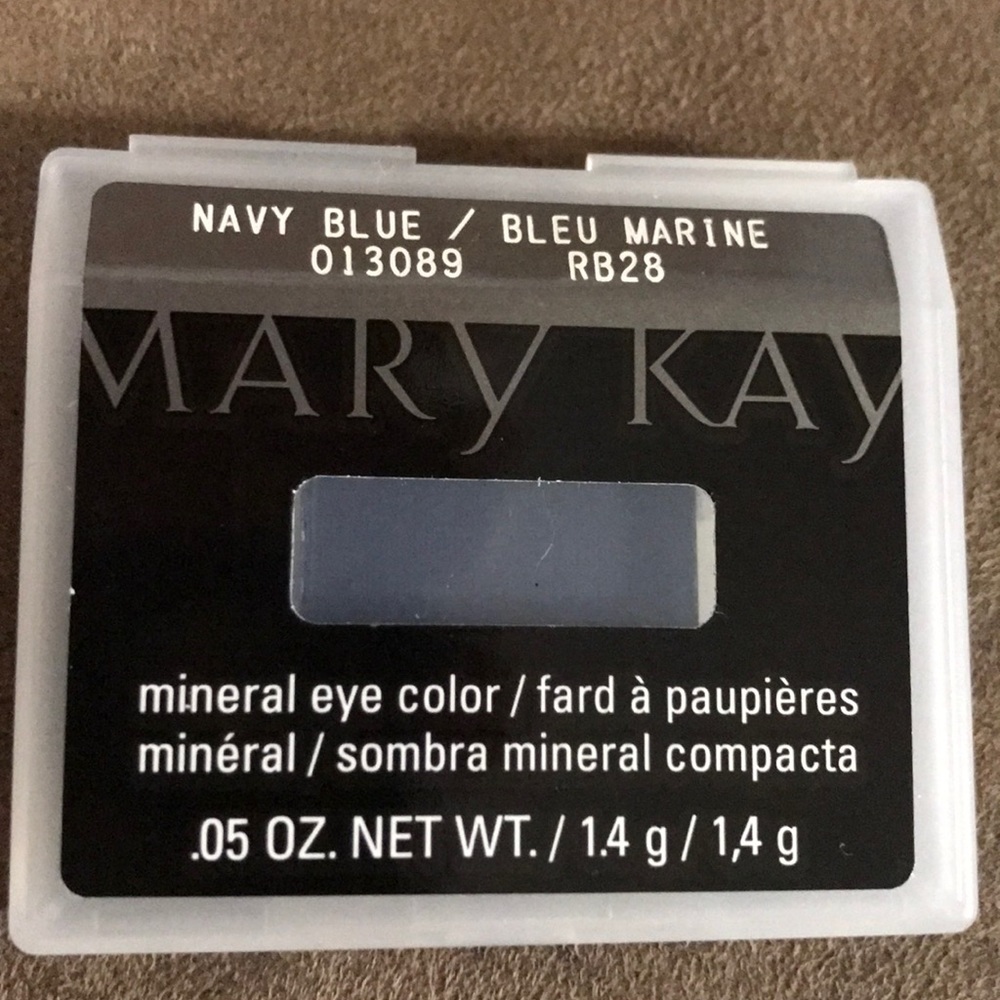 NAVY BLUE / BLEU MARINE
013089 RB28
MARY KAY
mineral eye color / fard à paupières
minéral / sombra mineral compacta
.05 OZ. NET WT. / 1.4 g / 1,4 g